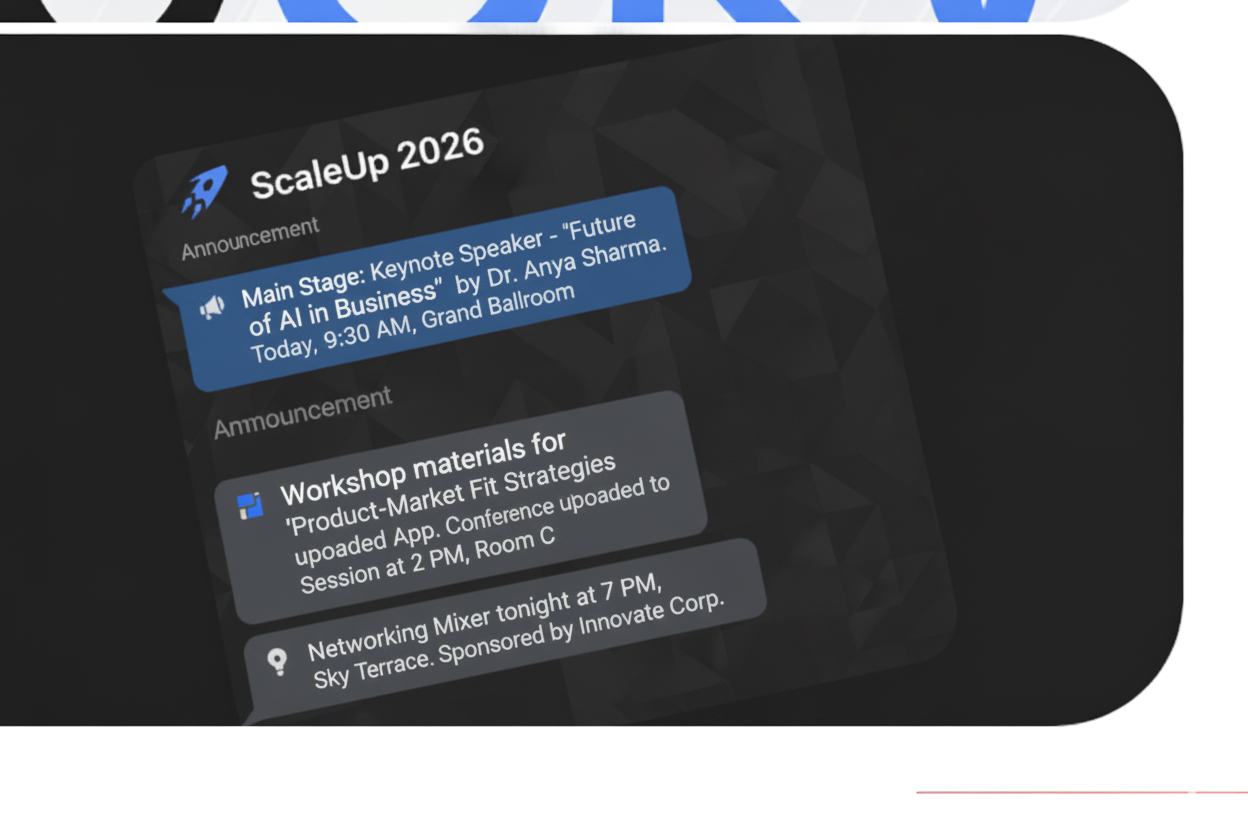 ScaleUp 2026
Announcement
Main Stage: Keynote Speaker - "Future
of AI in Business" by Dr. Anya Sharma.
Today, 9:30 AM, Grand Ballroom
Announcement
Workshop materials for
'Product-Market Fit Strategies
upoaded App. Conference upoaded to
Session at 2 PM, Room C
Networking Mixer tonight at 7 PM,
Sky Terrace. Sponsored by Innovate Corp.